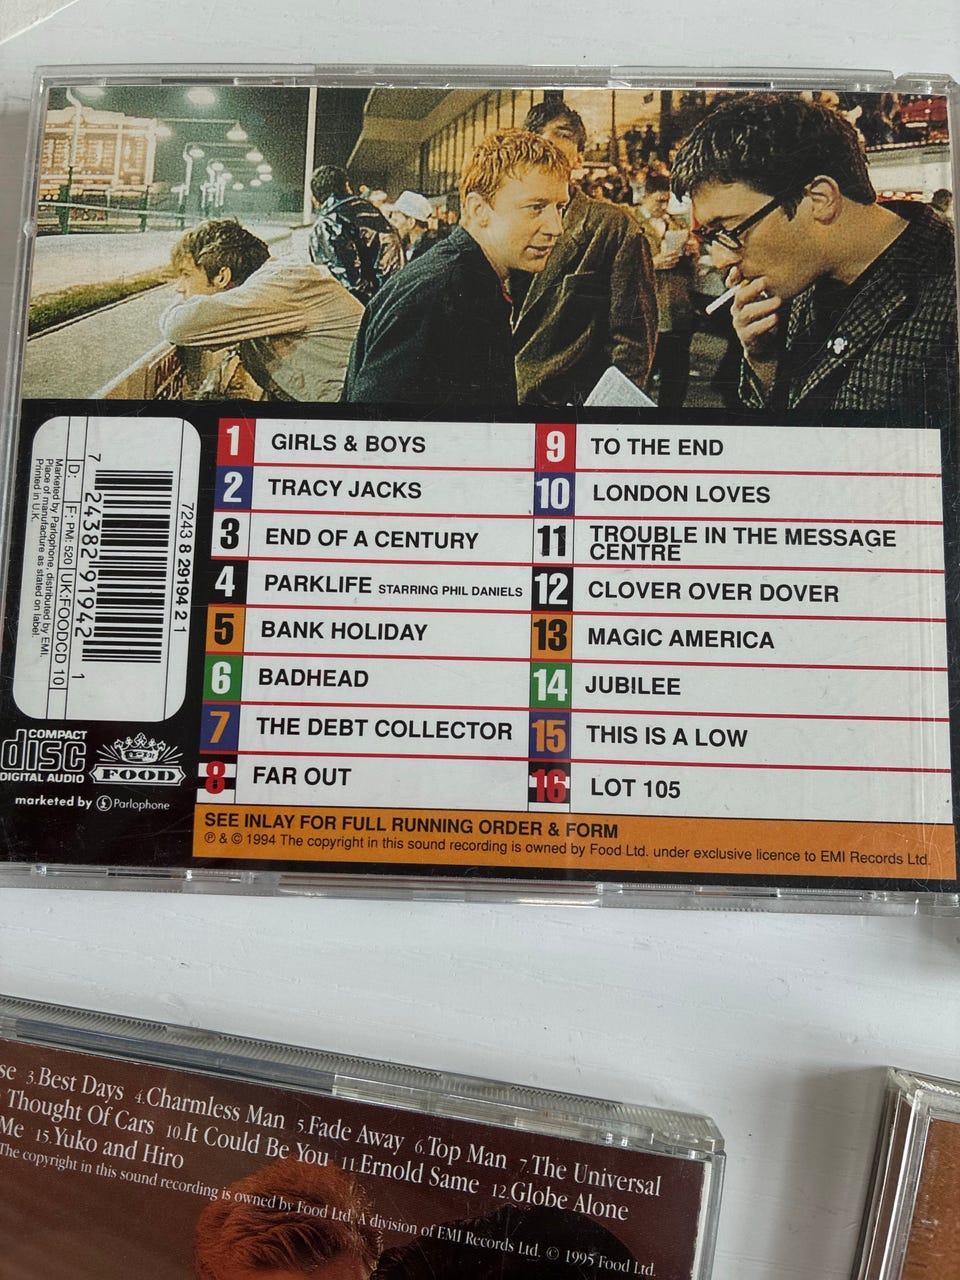 1 GIRLS & BOYS
2 TRACY JACKS
3 END OF A CENTURY
4 PARKLIFE STARRING PHIL DANIELS
5 BANK HOLIDAY
6 BADHEAD
7 THE DEBT COLLECTOR
8 FAR OUT
9 TO THE END
10 LONDON LOVES
11 TROUBLE IN THE MESSAGE
CENTRE
12 CLOVER OVER DOVER
13 MAGIC AMERICA
14 JUBILEE
15 THIS IS A LOW
16 LOT 105
SEE INLAY FOR FULL RUNNING ORDER & FORM
℗ & © 1994 The copyright in this sound recording is owned by Food Ltd. under exclusive licence to EMI Records Ltd.
7243 8 29194 2 1
7 24382 91942 1
D: F: PM: 520 UK:FOODCD 10
Marketed by Parlophone, distributed by EMI.
Place of manufacture as stated on label.
Printed in U.K.
COMPACT
disc
DIGITAL AUDIO
FOOD
marketed by £ Parlophone
se 3.Best Days 4.Charmless Man 5.Fade Away 6.Top Man 7.The Universal
Thought Of Cars 10.It Could Be You 11.Ernold Same 12.Globe Alone
Me 15.Yuko and Hiro
The copyright in this sound recording is owned by Food Ltd. A division of EMI Records Ltd. © 1995 Food Ltd.